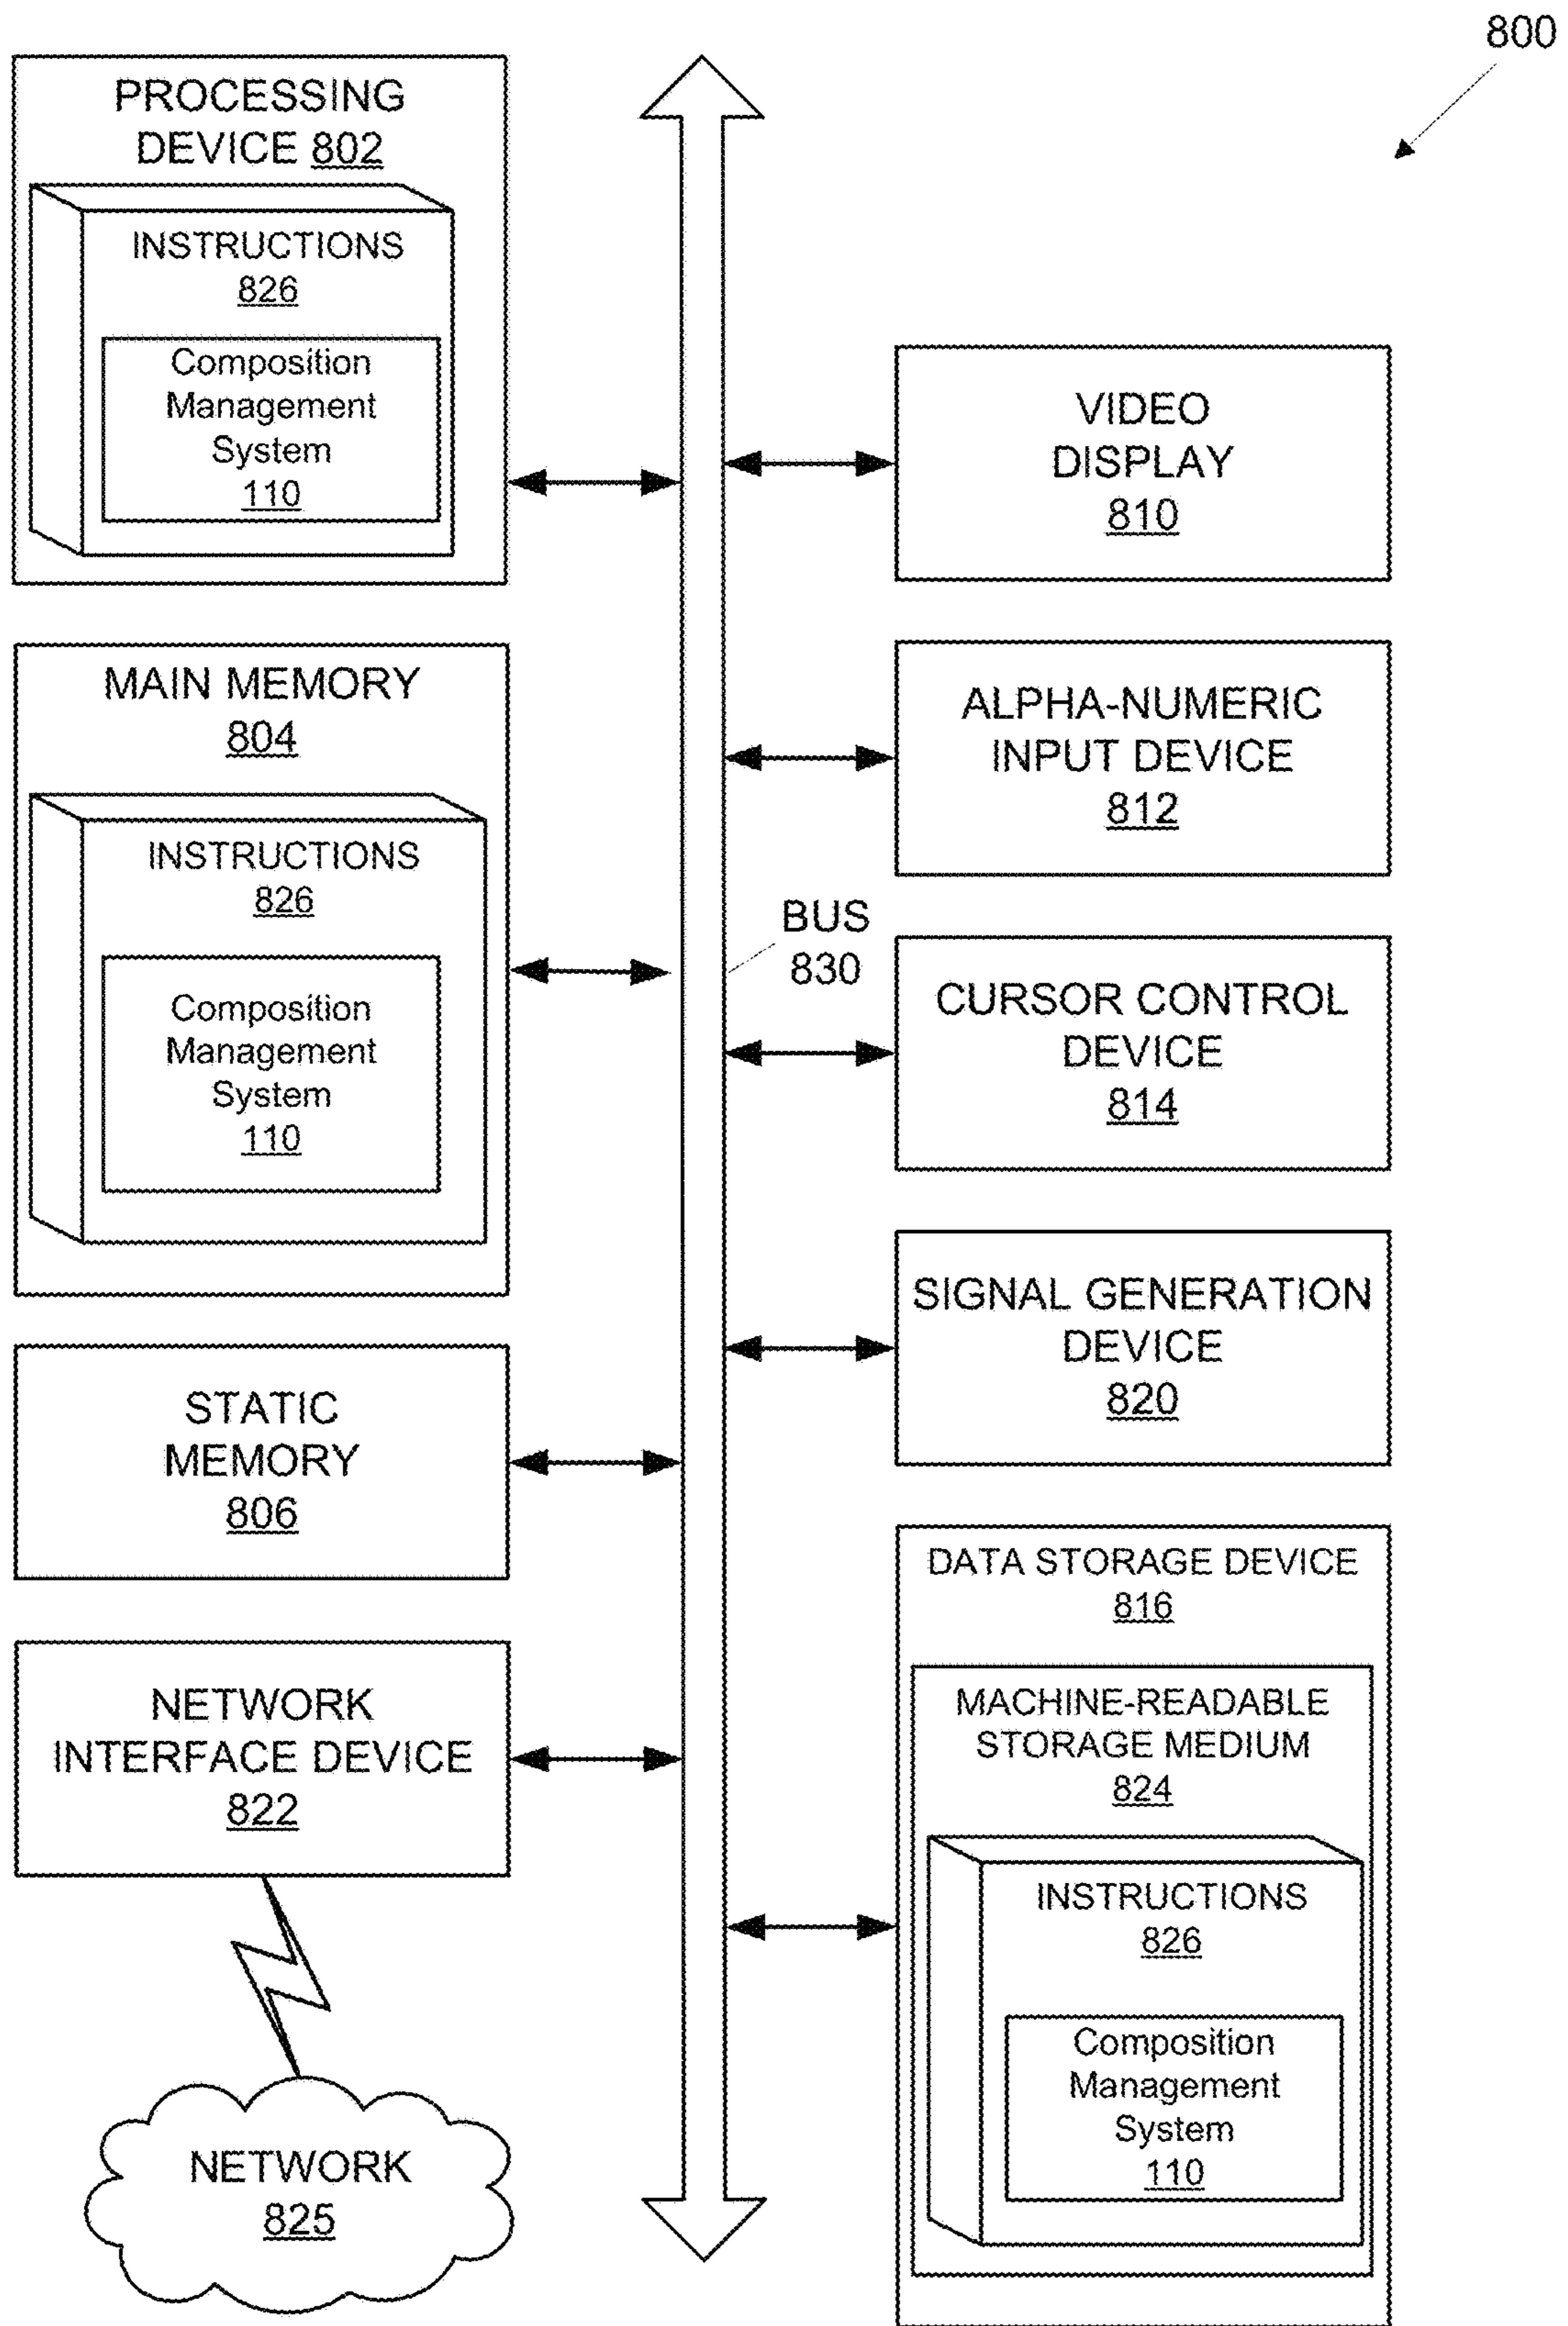 800
PROCESSING
DEVICE 802
INSTRUCTIONS
826
Composition
Management
System
110
MAIN MEMORY
804
INSTRUCTIONS
826
Composition
Management
System
110
STATIC
MEMORY
806
NETWORK
INTERFACE DEVICE
822
NETWORK
825
BUS
830
VIDEO
DISPLAY
810
ALPHA-NUMERIC
INPUT DEVICE
812
CURSOR CONTROL
DEVICE
814
SIGNAL GENERATION
DEVICE
820
DATA STORAGE DEVICE
816
MACHINE-READABLE
STORAGE MEDIUM
824
INSTRUCTIONS
826
Composition
Management
System
110